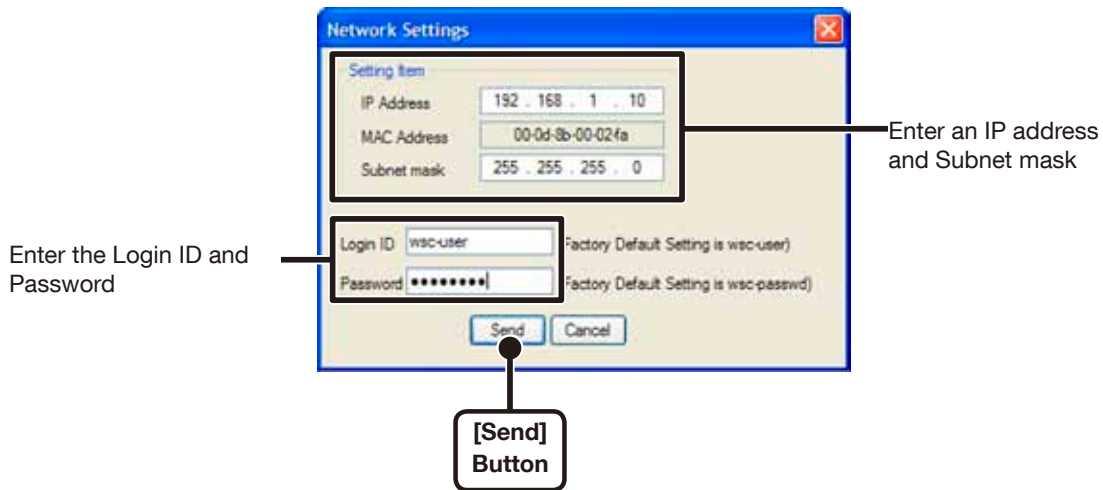 Network Settings
Setting Item
IP Address 192 . 168 . 1 . 10
MAC Address 00-0d-8b-00-02-fa
Subnet mask 255 . 255 . 255 . 0
Enter an IP address
and Subnet mask
Enter the Login ID and
Password
Login ID wsc-user Factory Default Setting is wsc-user)
Password ••••••••• Factory Default Setting is wsc-passwd)
Send Cancel
[Send]
Button